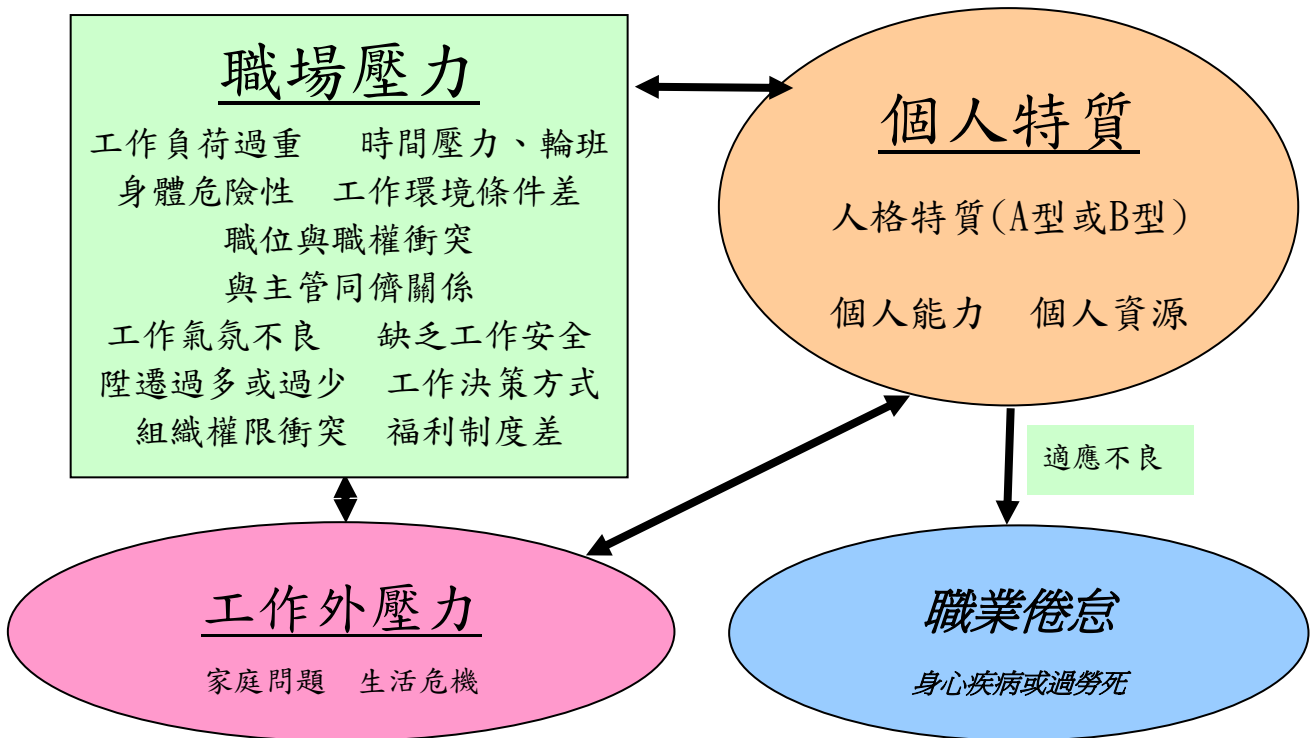 職場壓力
工作負荷過重 時間壓力、輪班
身體危險性 工作環境條件差
職位與職權衝突
與主管同儕關係
工作氣氛不良 缺乏工作安全
陞遷過多或過少 工作決策方式
組織權限衝突 福利制度差
個人特質
人格特質(A型或B型)
個人能力 個人資源
適應不良
工作外壓力
家庭問題 生活危機
職業倦怠
身心疾病或過勞死